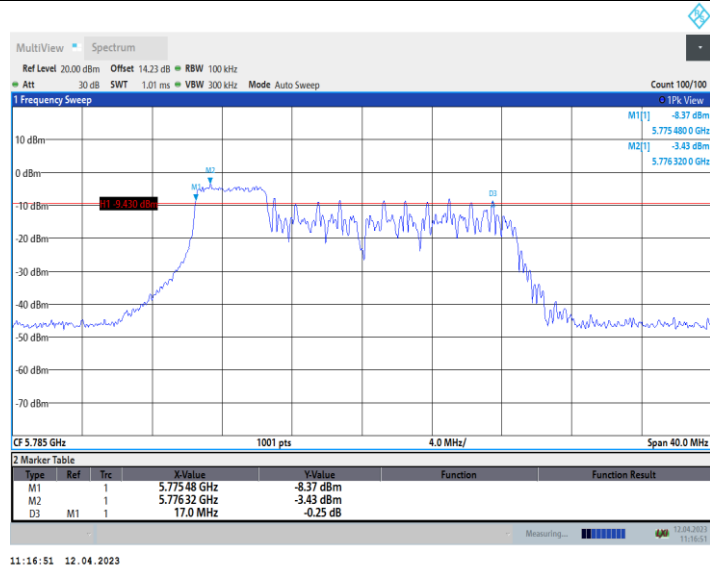 MultiView Spectrum
Ref Level 20.00 dBm Offset 14.23 dB RBW 100 kHz
Att 30 dB SWT 1.01 ms VBW 300 kHz Mode Auto Sweep Count 100/100
1 Frequency Sweep 1Pk View
M1[1] -8.37 dBm
5.775 480 0 GHz
M2[1] -3.43 dBm
5.776 320 0 GHz
10 dBm
M2
0 dBm
M1
D3
H1 -9.430 dBm
-10 dBm
-20 dBm
-30 dBm
-40 dBm
-50 dBm
-60 dBm
-70 dBm
CF 5.785 GHz 1001 pts 4.0 MHz/ Span 40.0 MHz
2 Marker Table
Type Ref Trc X-Value Y-Value Function Function Result
M1 1 5.77548 GHz -8.37 dBm
M2 1 5.77632 GHz -3.43 dBm
D3 M1 1 17.0 MHz -0.25 dB
Measuring... 12.04.2023
11:16:51
11:16:51 12.04.2023